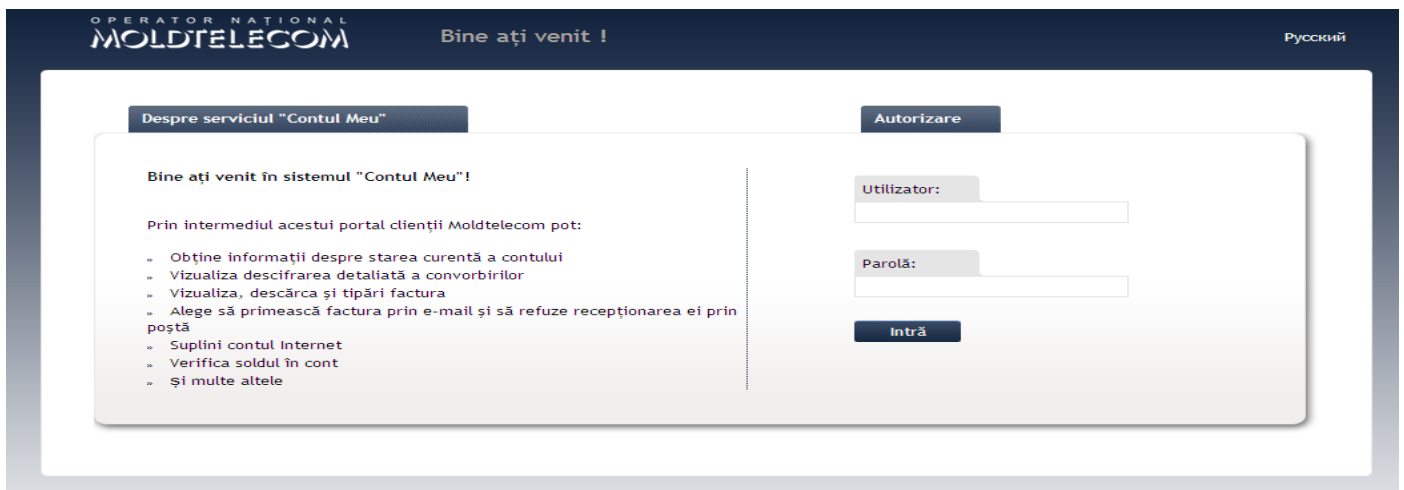 OPERATOR NAȚIONAL
MOLDTELECOM
Bine ați venit !
Русский
Despre serviciul "Contul Meu"
Bine ați venit în sistemul "Contul Meu"!
Prin intermediul acestui portal clienții Moldtelecom pot:
» Obține informații despre starea curentă a contului
» Vizualiza descifrarea detaliată a convorbirilor
» Vizualiza, descărca și tipări factura
» Alege să primească factura prin e-mail și să refuze recepționarea ei prin
poștă
» Suplini contul Internet
» Verifica soldul în cont
» Și multe altele
Autorizare
Utilizator:
Parolă:
Intră